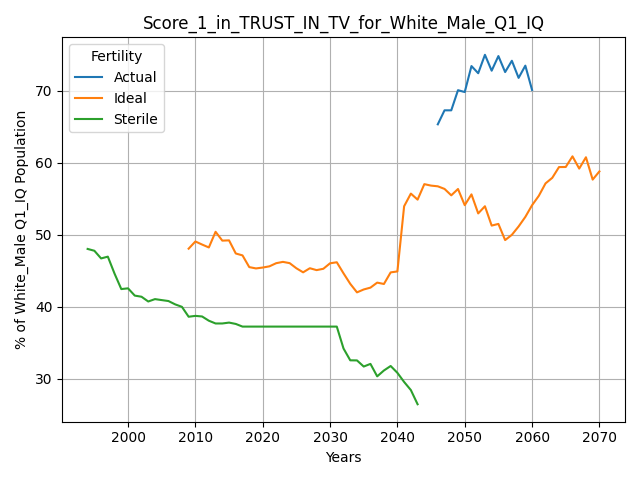 Score_1_in_TRUST_IN_TV_for_White_Male_Q1_IQ
Fertility
Actual
Ideal
Sterile
% of White_Male Q1_IQ Population
70
60
50
40
30
2000 2010 2020 2030 2040 2050 2060 2070
Years